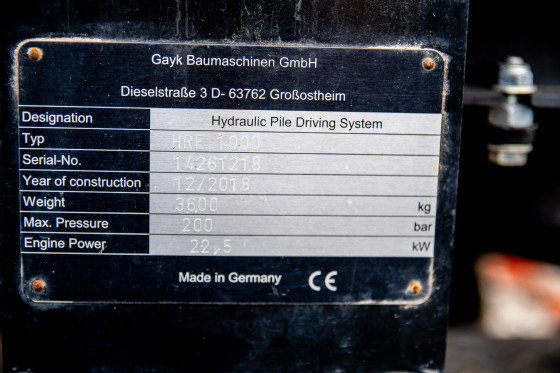 Gayk Baumaschinen GmbH
Dieselstraße 3 D- 63762 Großostheim
Designation Hydraulic Pile Driving System
Typ HRE 1000
Serial-No. 14261218
Year of construction 12/2018
Weight 3600 kg
Max. Pressure 200 bar
Engine Power 22,5 kW
Made in Germany CE